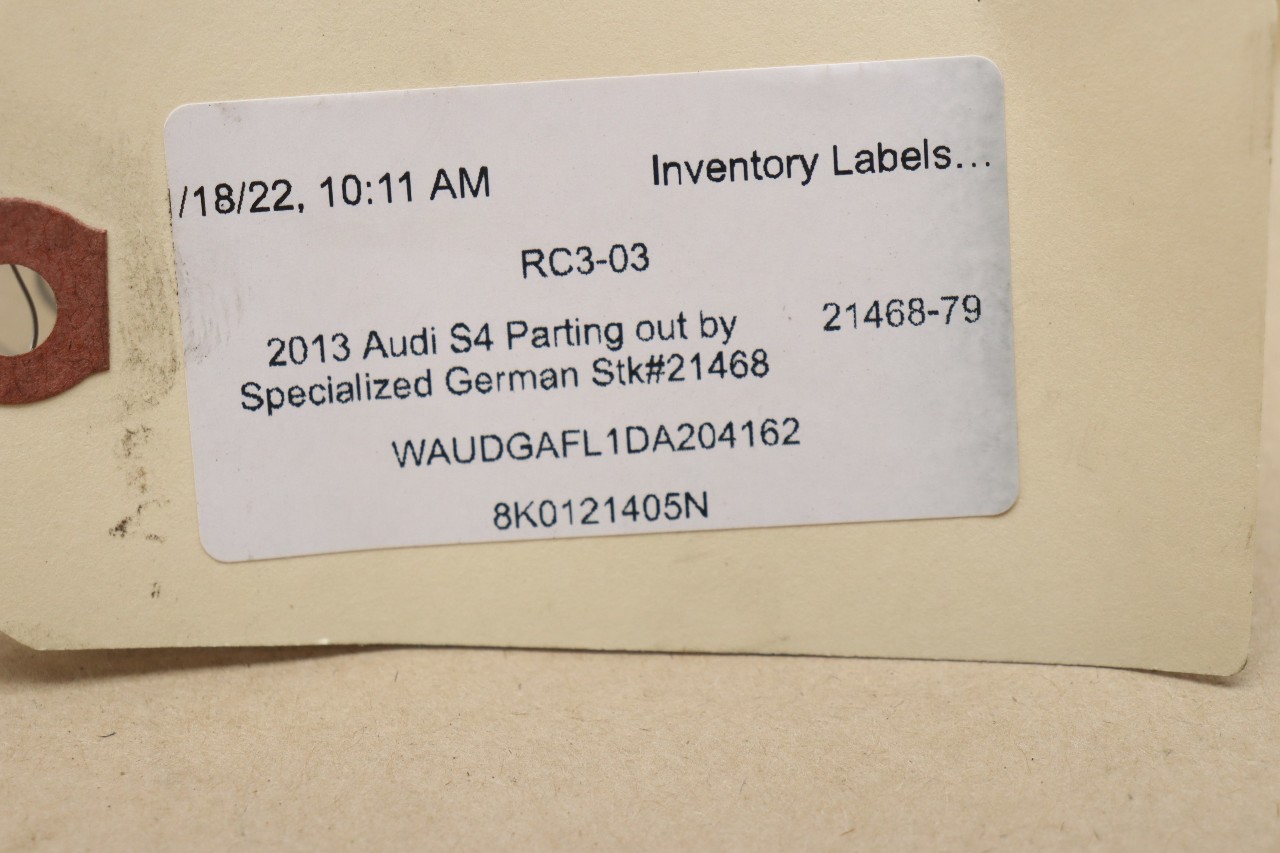 /18/22, 10:11 AM Inventory Labels...
RC3-03
2013 Audi S4 Parting out by 21468-79
Specialized German Stk#21468
WAUDGAFL1DA204162
8K0121405N